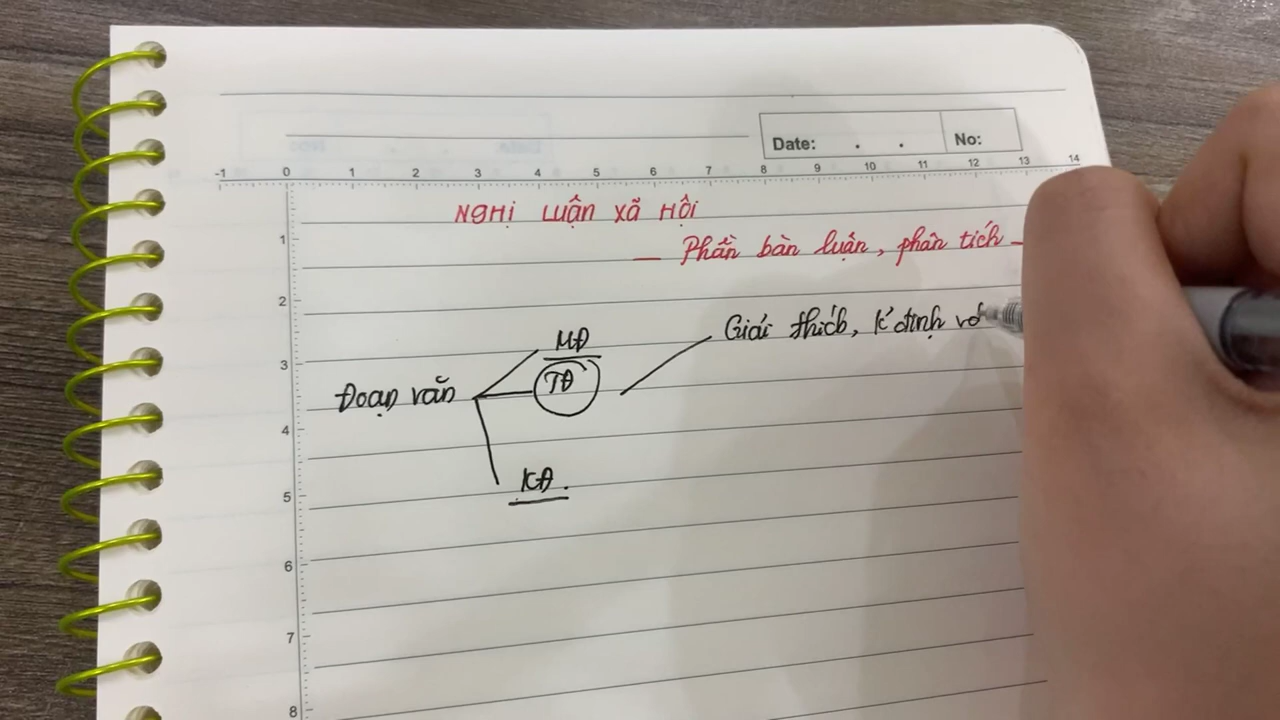 Date: . . No:
-1 0 1 2 3 4 5 6 7 8 9 10 11 12 13 14
NGHỊ LUẬN XÃ HỘI
— Phần bàn luận, phân tích —
1
2
3
4
5
6
7
8
Đoạn văn
MĐ
TĐ
KĐ.
Giải thích, k' định